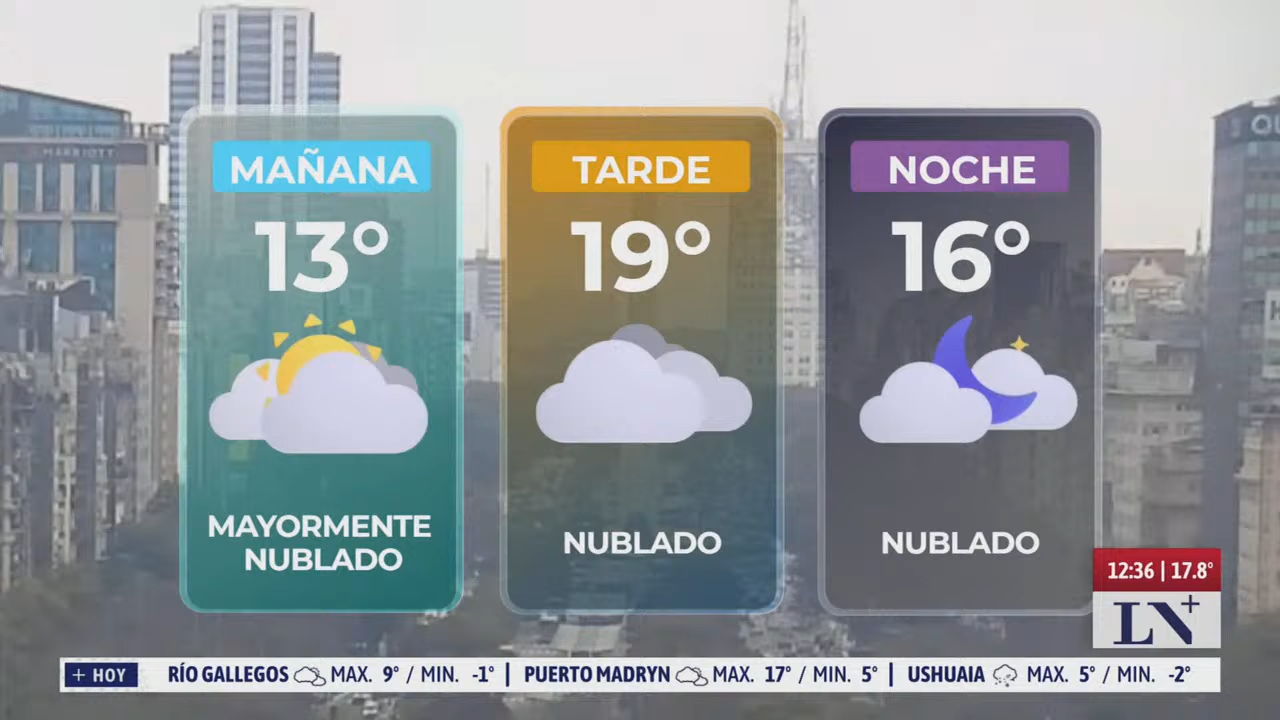 MARRIOTT
MAÑANA
13°
MAYORMENTE
NUBLADO
TARDE
19°
NUBLADO
NOCHE
16°
NUBLADO
12:36 | 17.8°
LN+
+ HOY
RÍO GALLEGOS MAX. 9° / MIN. -1° | PUERTO MADRYN MAX. 17° / MIN. 5° | USHUAIA MAX. 5° / MIN. -2°